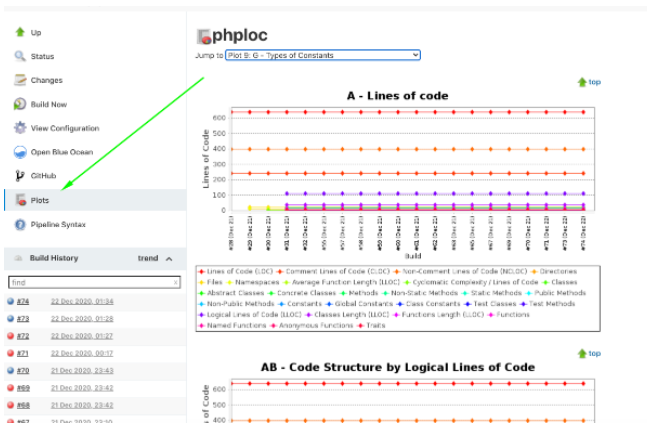 Up
Status
Changes
Build Now
View Configuration
Open Blue Ocean
GitHub
Plots
Pipeline Syntax
Build History trend
find x
#74 22 Dec 2020, 01:34
#73 22 Dec 2020, 01:28
#72 22 Dec 2020, 01:27
#71 22 Dec 2020, 00:17
#70 21 Dec 2020, 23:43
#69 21 Dec 2020, 23:42
#68 21 Dec 2020, 23:42
#67 21 Dec 2020, 23:10
phploc
Jump to Plot 9: G - Types of Constants
top
A - Lines of code
Lines of Code
600
500
400
300
200
100
0
Build
Lines of Code (LOC) Comment Lines of Code (CLOC) Non-Comment Lines of Code (NCLOC) Directories
Files Namespaces Average Function Length (LLOC) Cyclomatic Complexity / Lines of Code Classes
Abstract Classes Concrete Classes Methods Non-Static Methods Static Methods Public Methods
Non-Public Methods Constants Global Constants Class Constants Test Classes Test Methods
Logical Lines of Code (LLOC) Classes Length (LLOC) Functions Length (LLOC) Functions
Named Functions Anonymous Functions Traits
top
AB - Code Structure by Logical Lines of Code
600
500
400
of Code